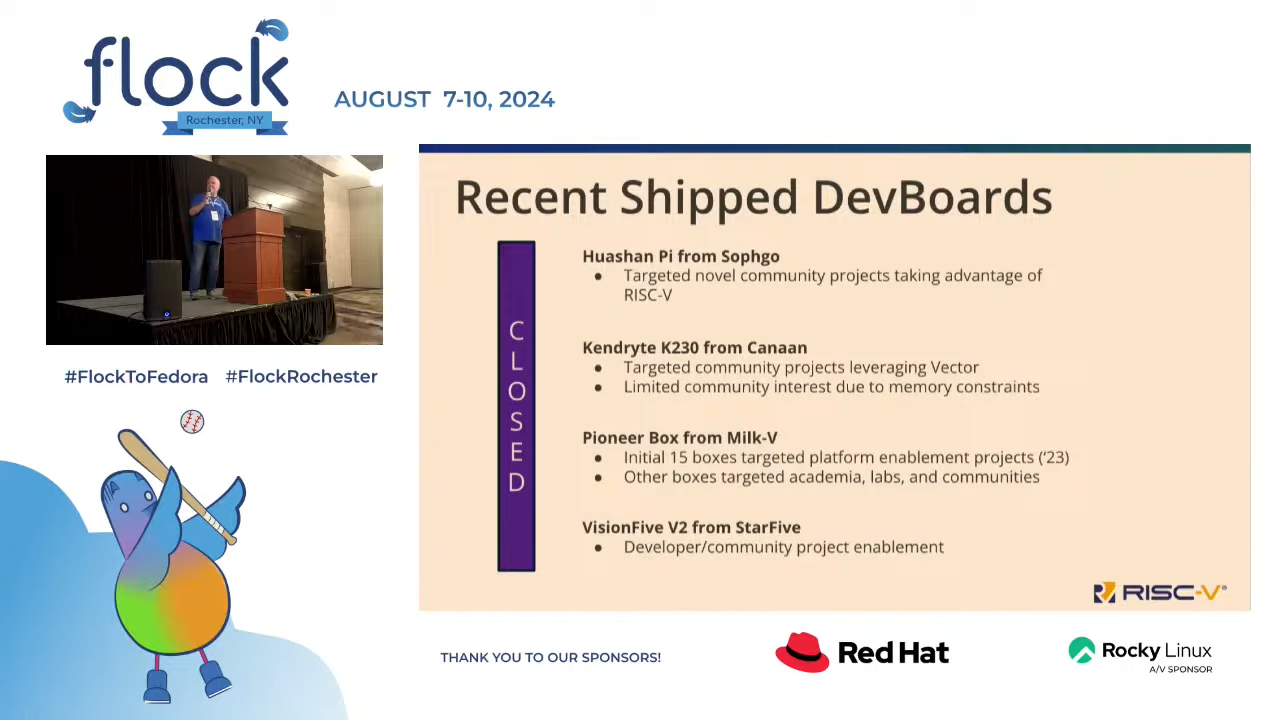 flock
Rochester, NY
AUGUST 7-10, 2024
#FlockToFedora #FlockRochester
Recent Shipped DevBoards
CLOSED
Huashan Pi from Sophgo
● Targeted novel community projects taking advantage of
RISC-V
Kendryte K230 from Canaan
● Targeted community projects leveraging Vector
● Limited community interest due to memory constraints
Pioneer Box from Milk-V
● Initial 15 boxes targeted platform enablement projects (‘23)
● Other boxes targeted academia, labs, and communities
VisionFive V2 from StarFive
● Developer/community project enablement
RISC-V®
THANK YOU TO OUR SPONSORS!
Red Hat
Rocky Linux
A/V SPONSOR